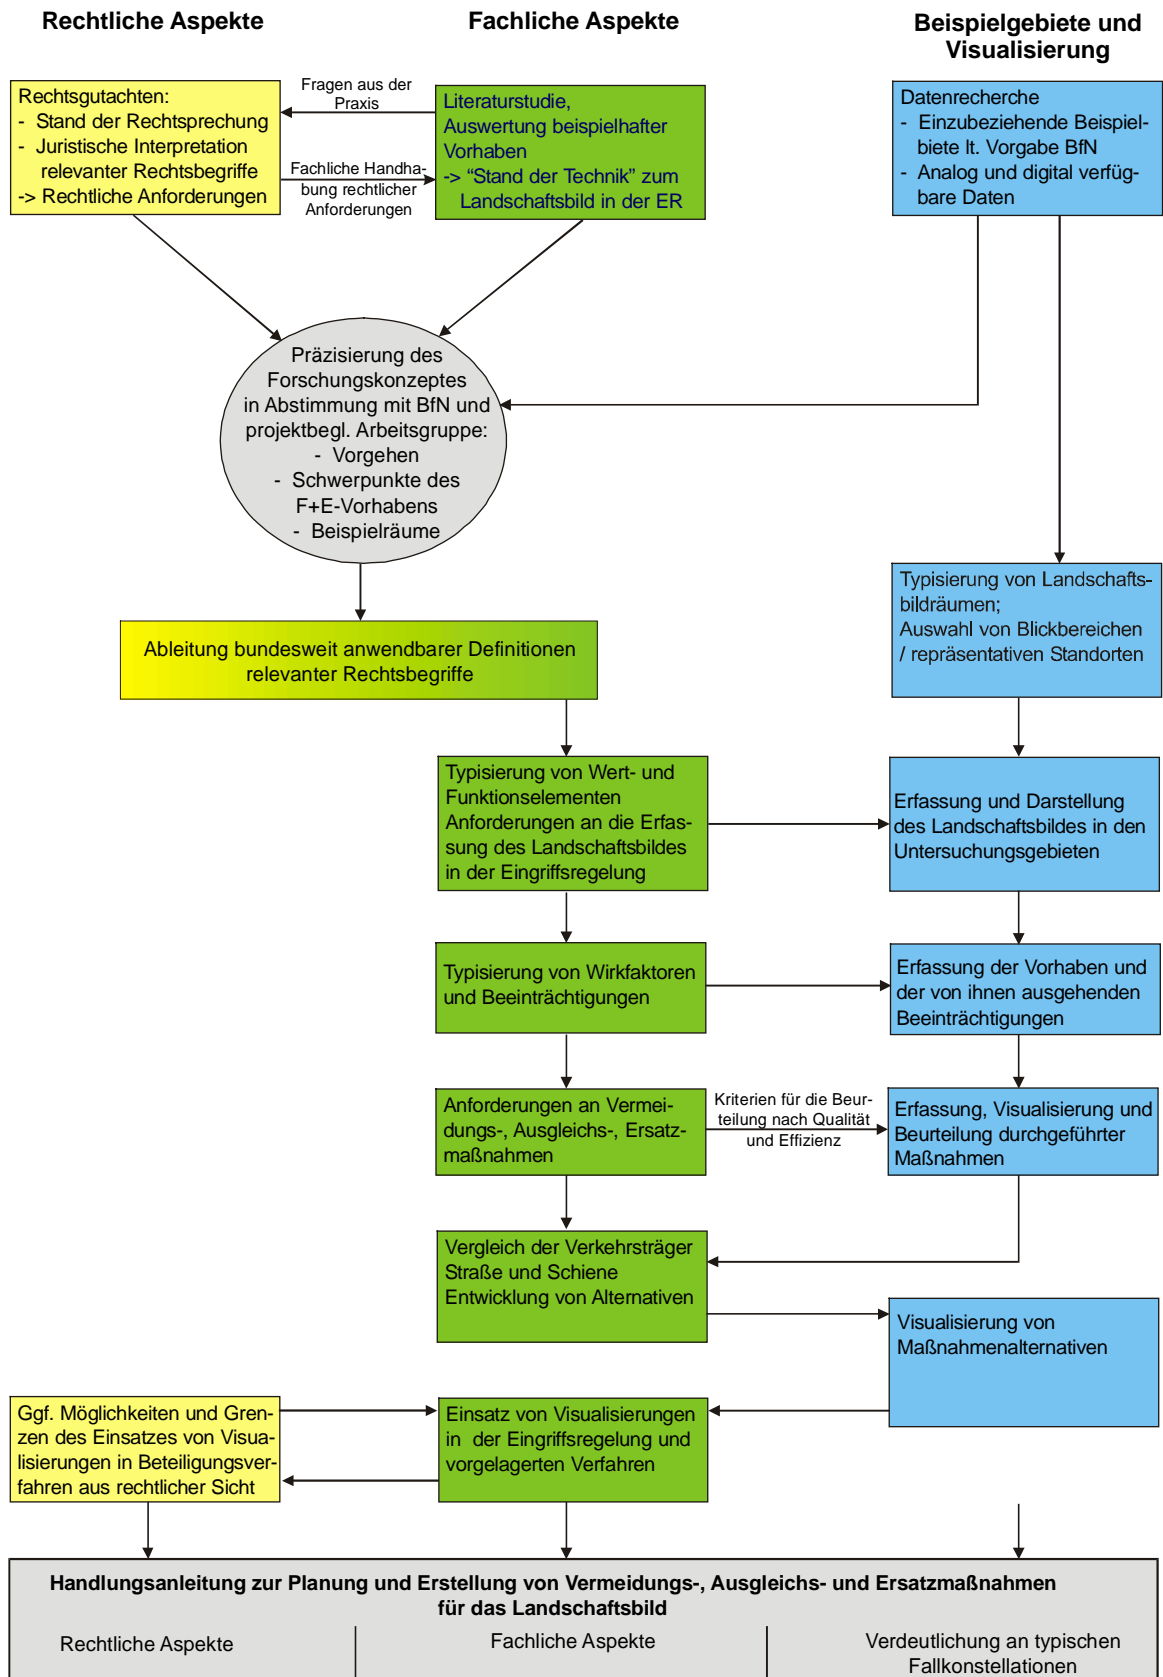 Rechtliche Aspekte
Fachliche Aspekte
Beispielgebiete und
Visualisierung
Rechtsgutachten:
- Stand der Rechtsprechung
- Juristische Interpretation
relevanter Rechtsbegriffe
-> Rechtliche Anforderungen
Fragen aus der
Praxis
Fachliche Handha-
bung rechtlicher
Anforderungen
Literaturstudie,
Auswertung beispielhafter
Vorhaben
-> “Stand der Technik” zum
Landschaftsbild in der ER
Datenrecherche
- Einzubeziehende Beispiel-
biete lt. Vorgabe BfN
- Analog und digital verfüg-
bare Daten
Präzisierung des
Forschungskonzeptes
in Abstimmung mit BfN und
projektbegl. Arbeitsgruppe:
- Vorgehen
- Schwerpunkte des
F+E-Vorhabens
- Beispielräume
Typisierung von Landschafts-
bildräumen;
Auswahl von Blickbereichen
/ repräsentativen Standorten
Ableitung bundesweit anwendbarer Definitionen
relevanter Rechtsbegriffe
Typisierung von Wert- und
Funktionselementen
Anforderungen an die Erfas-
sung des Landschaftsbildes
in der Eingriffsregelung
Erfassung und Darstellung
des Landschaftsbildes in den
Untersuchungsgebieten
Typisierung von Wirkfaktoren
und Beeinträchtigungen
Erfassung der Vorhaben und
der von ihnen ausgehenden
Beeinträchtigungen
Anforderungen an Vermei-
dungs-, Ausgleichs-, Ersatz-
maßnahmen
Kriterien für die Beur-
teilung nach Qualität
und Effizienz
Erfassung, Visualisierung und
Beurteilung durchgeführter
Maßnahmen
Vergleich der Verkehrsträger
Straße und Schiene
Entwicklung von Alternativen
Visualisierung von
Maßnahmenalternativen
Ggf. Möglichkeiten und Gren-
zen des Einsatzes von Visua-
lisierungen in Beteiligungsver-
fahren aus rechtlicher Sicht
Einsatz von Visualisierungen
in der Eingriffsregelung und
vorgelagerten Verfahren
Handlungsanleitung zur Planung und Erstellung von Vermeidungs-, Ausgleichs- und Ersatzmaßnahmen
für das Landschaftsbild
Rechtliche Aspekte
Fachliche Aspekte
Verdeutlichung an typischen
Fallkonstellationen